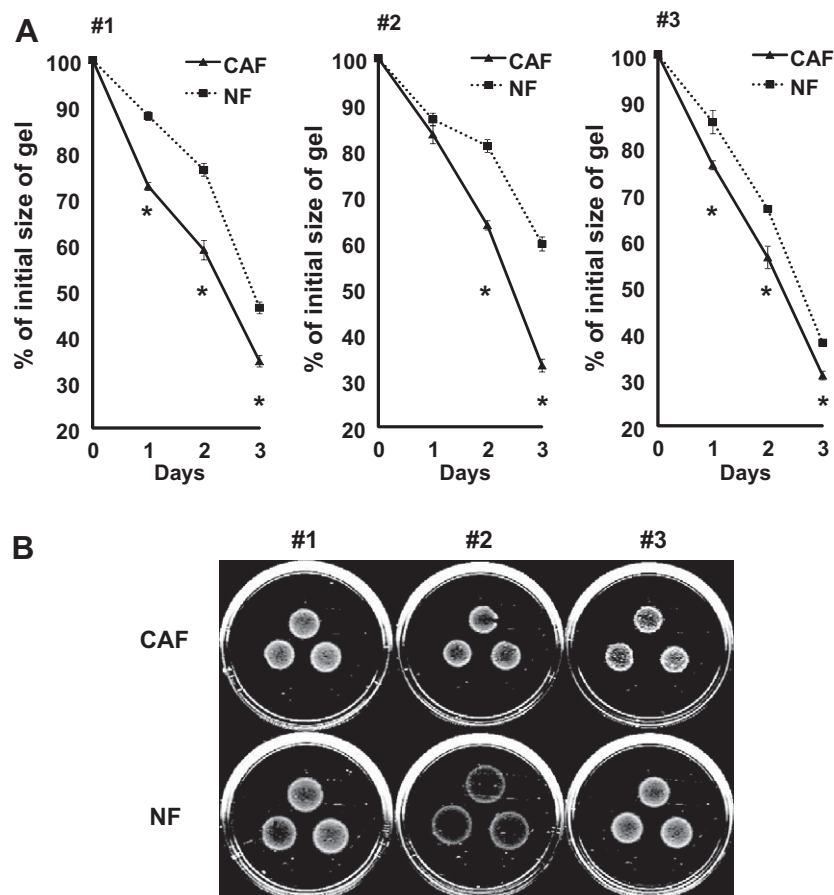 A
#1
% of initial size of gel
100
90
80
70
60
50
40
30
20
CAF
NF
*
*
*
0 1 2 3
Days
#2
% of initial size of gel
100
90
80
70
60
50
40
30
20
CAF
NF
*
*
0 1 2 3
Days
#3
% of initial size of gel
100
90
80
70
60
50
40
30
20
CAF
NF
*
*
*
0 1 2 3
Days
B
#1 #2 #3
CAF
NF